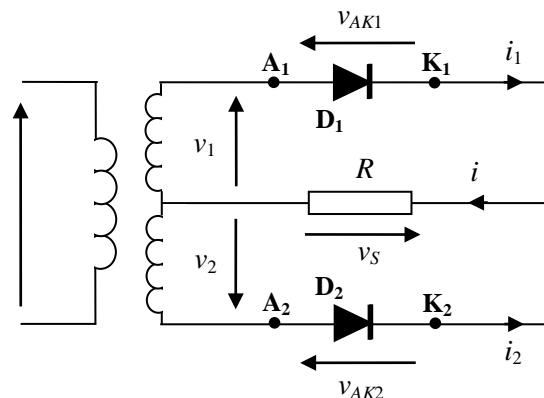 v_AK1
A₁ K₁ i₁
D₁
v₁ R i
v₂ v_S
D₂
A₂ K₂
i₂
v_AK2